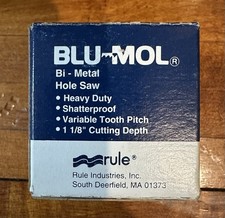 BLU-MOL®
Bi - Metal
Hole Saw
• Heavy Duty
• Shatterproof
• Variable Tooth Pitch
• 1 1/8" Cutting Depth
rule®
Rule Industries, Inc.
South Deerfield, MA 01373